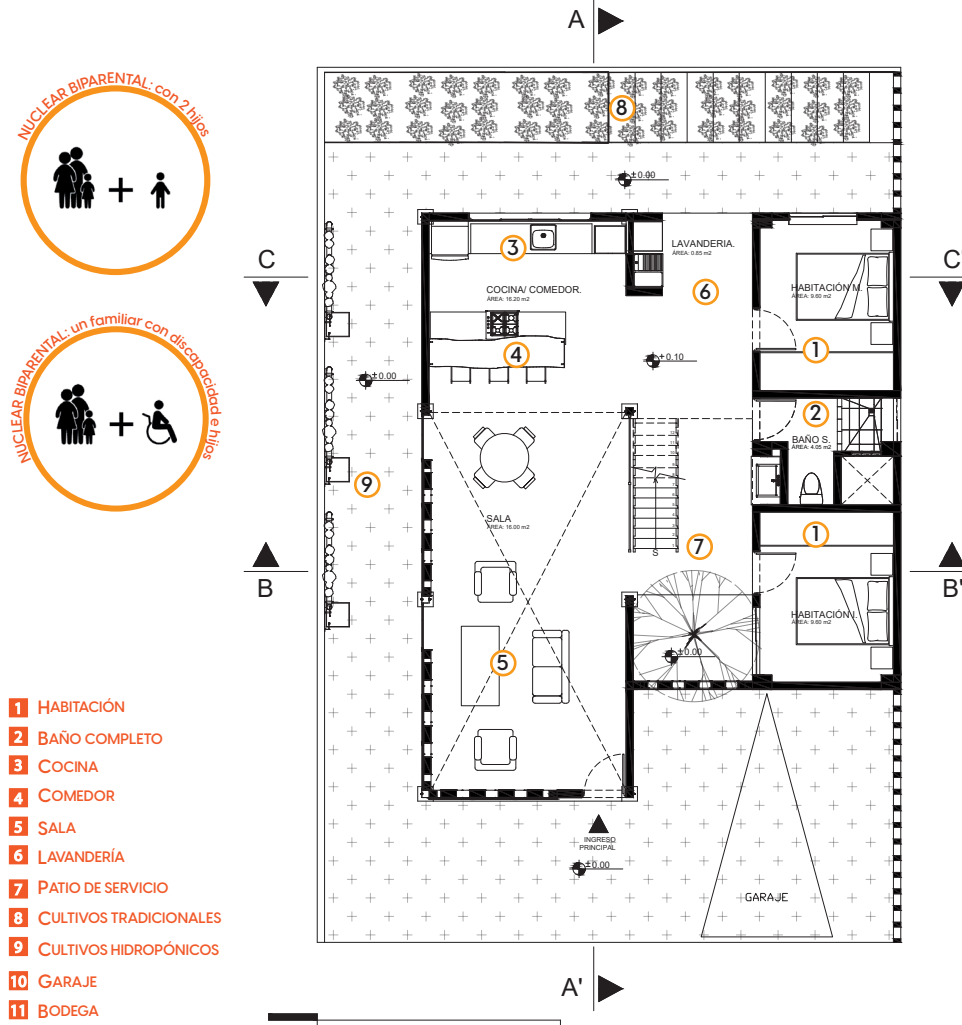 A
NUCLEAR BIPARENTAL: con 2 hijos
8
±0.00
C
C'
3
LAVANDERIA.
ÁREA: 0.85 m2
6
COCINA/ COMEDOR.
ÁREA: 16.20 m2
HABITACIÓN M.
ÁREA: 9.60 m2
NUCLEAR BIPARENTAL: un familiar con discapacidad e hijos
4
1
±0.10
±0.00
2
BAÑO S.
ÁREA: 4.05 m2
9
SALA
ÁREA: 16.00 m2
1
7
S
B
B'
HABITACIÓN I.
ÁREA: 9.60 m2
5
±0.00
1 HABITACIÓN
2 BAÑO COMPLETO
3 COCINA
4 COMEDOR
5 SALA
6 LAVANDERÍA
7 PATIO DE SERVICIO
8 CULTIVOS TRADICIONALES
9 CULTIVOS HIDROPÓNICOS
10 GARAJE
11 BODEGA
INGRESO
PRINCIPAL
±0.00
GARAJE
A'